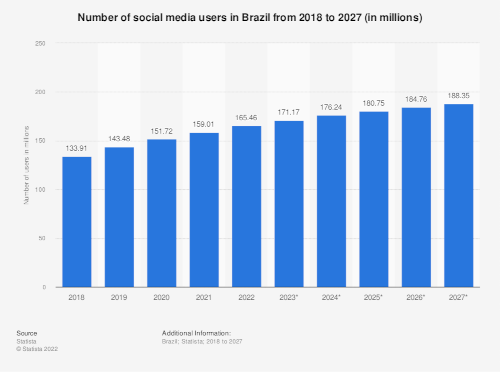 Number of social media users in Brazil from 2018 to 2027 (in millions)
Number of users in millions
250
200
150
100
50
0
133.91
143.48
151.72
159.01
165.46
171.17
176.24
180.75
184.76
188.35
2018 2019 2020 2021 2022 2023* 2024* 2025* 2026* 2027*
Source
Statista
© Statista 2022
Additional Information:
Brazil; Statista; 2018 to 2027